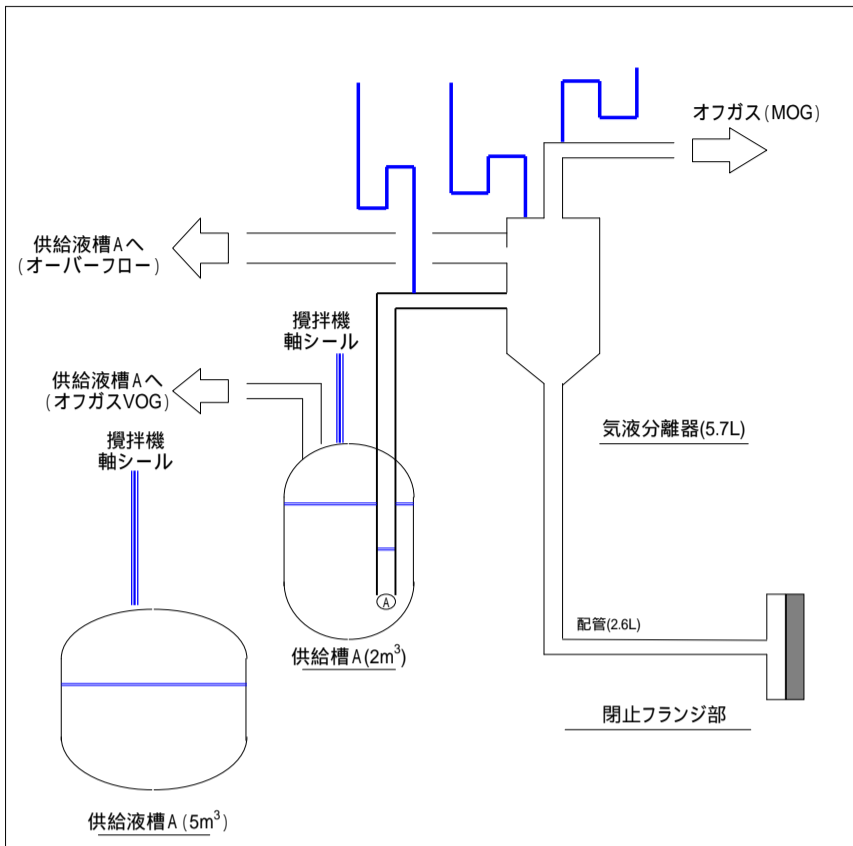 オフガス(MOG)
供給液槽Aへ
(オーバーフロー)
攪拌機
軸シール
供給液槽Aへ
(オフガスVOG)
攪拌機
軸シール
気液分離器(5.7L)
A
配管(2.6L)
供給槽A(2m³)
閉止フランジ部
供給液槽A(5m³)